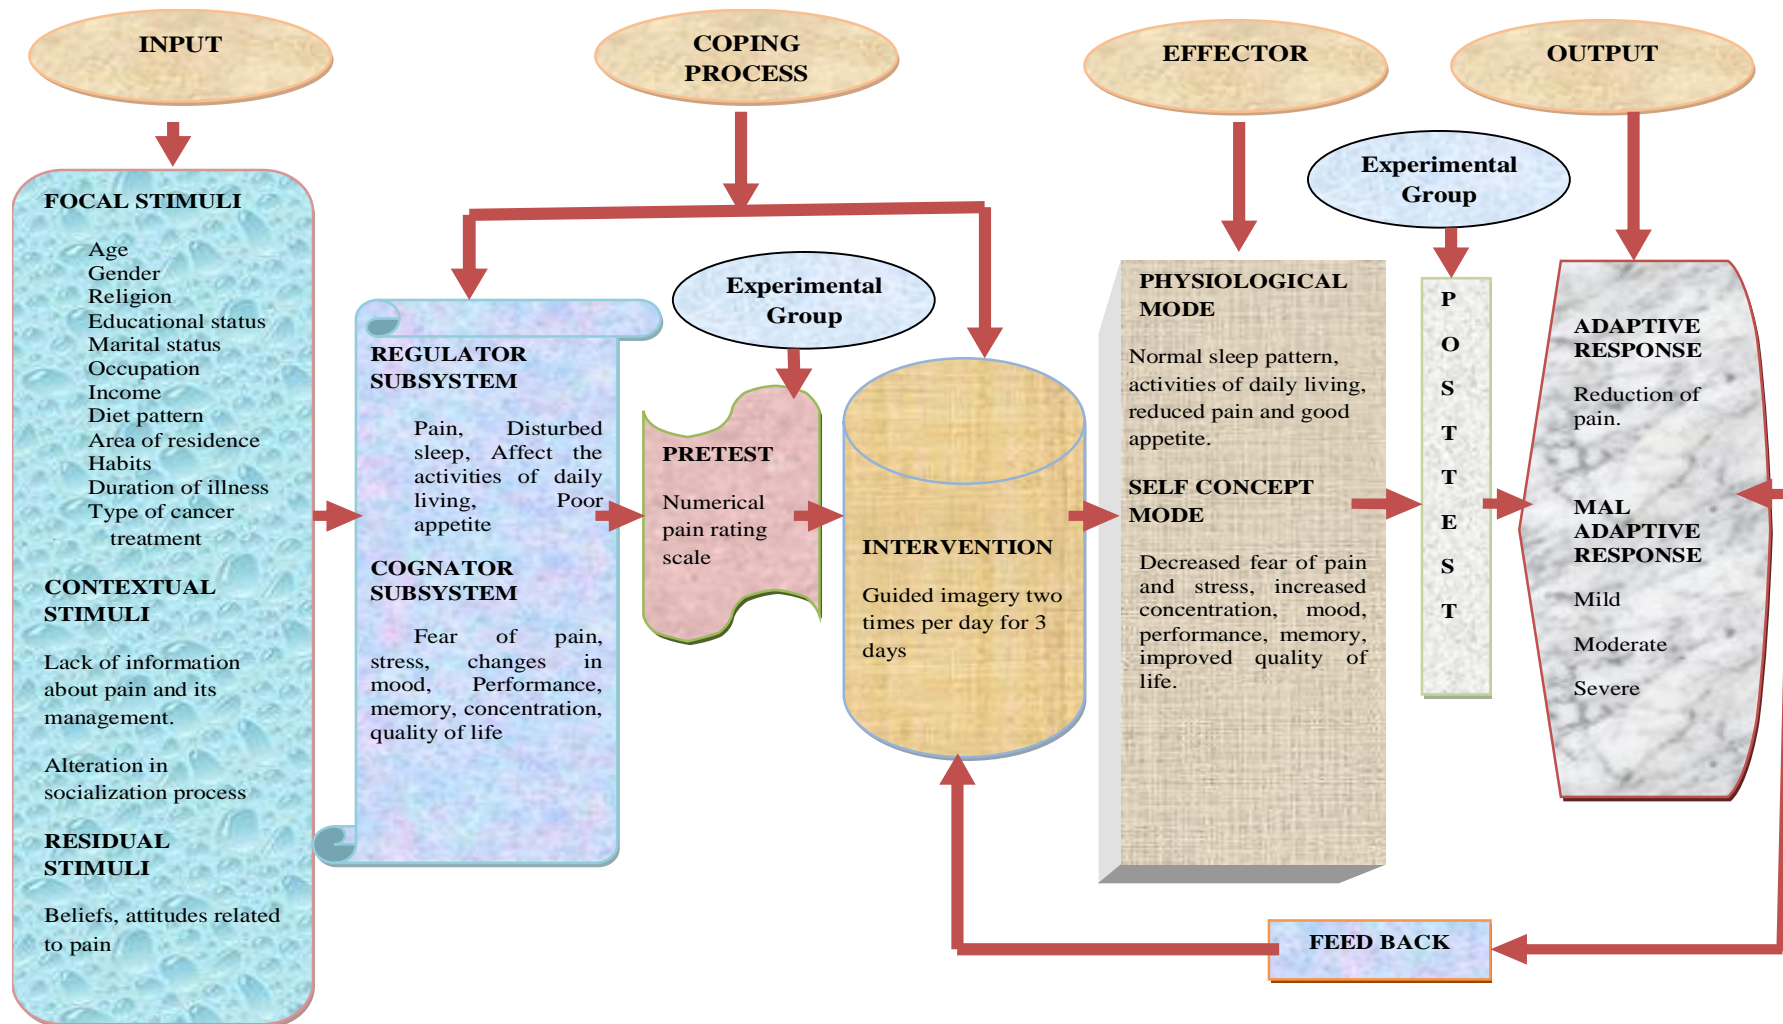 INPUT
COPING
PROCESS
EFFECTOR
OUTPUT
FOCAL STIMULI
Age
Gender
Religion
Educational status
Marital status
Occupation
Income
Diet pattern
Area of residence
Habits
Duration of illness
Type of cancer
treatment
CONTEXTUAL
STIMULI
Lack of information
about pain and its
management.
Alteration in
socialization process
RESIDUAL
STIMULI
Beliefs, attitudes related
to pain
REGULATOR
SUBSYSTEM
Pain, Disturbed
sleep, Affect the
activities of daily
living, Poor
appetite
COGNATOR
SUBSYSTEM
Fear of pain,
stress, changes in
mood, Performance,
memory, concentration,
quality of life
Experimental
Group
PRETEST
Numerical
pain rating
scale
INTERVENTION
Guided imagery two
times per day for 3
days
PHYSIOLOGICAL
MODE
Normal sleep pattern,
activities of daily living,
reduced pain and good
appetite.
SELF CONCEPT
MODE
Decreased fear of pain
and stress, increased
concentration, mood,
performance, memory,
improved quality of
life.
Experimental
Group
P
O
S
T
T
E
S
T
ADAPTIVE
RESPONSE
Reduction of
pain.
MAL
ADAPTIVE
RESPONSE
Mild
Moderate
Severe
FEED BACK